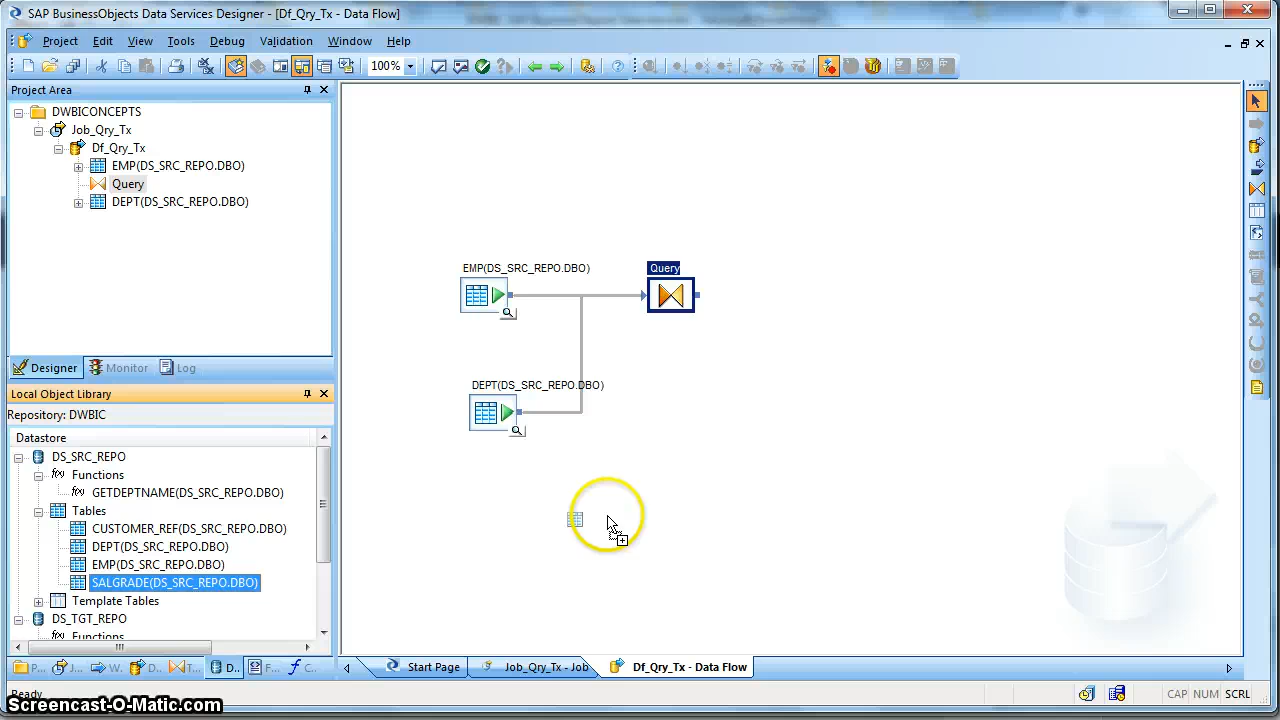 SAP BusinessObjects Data Services Designer - [Df_Qry_Tx - Data Flow]
Project Edit View Tools Debug Validation Window Help
100%
Project Area
DWBICONCEPTS
Job_Qry_Tx
Df_Qry_Tx
EMP(DS_SRC_REPO.DBO)
Query
DEPT(DS_SRC_REPO.DBO)
Designer Monitor Log
Local Object Library
Repository: DWBIC
Datastore
DS_SRC_REPO
Functions
GETDEPTNAME(DS_SRC_REPO.DBO)
Tables
CUSTOMER_REF(DS_SRC_REPO.DBO)
DEPT(DS_SRC_REPO.DBO)
EMP(DS_SRC_REPO.DBO)
SALGRADE(DS_SRC_REPO.DBO)
Template Tables
DS_TGT_REPO
Functions
P... J... W... D... T... D... F... C...
EMP(DS_SRC_REPO.DBO)
Query
DEPT(DS_SRC_REPO.DBO)
Start Page Job_Qry_Tx - Job Df_Qry_Tx - Data Flow
Ready
CAP NUM SCRL
Screencast-O-Matic.com